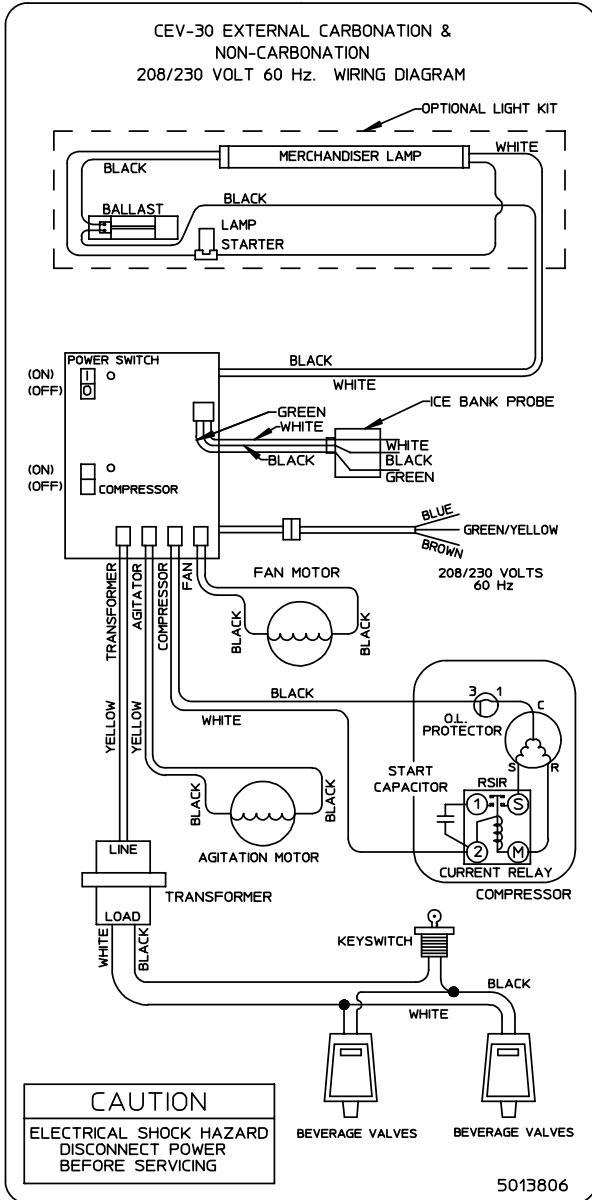 CEV-30 EXTERNAL CARBONATION &
NON-CARBONATION
208/230 VOLT 60 Hz. WIRING DIAGRAM
OPTIONAL LIGHT KIT
MERCHANDISER LAMP
WHITE
BLACK
BALLAST
BLACK
LAMP
STARTER
POWER SWITCH
(ON)
(OFF)
I
O
BLACK
WHITE
GREEN
WHITE
BLACK
ICE BANK PROBE
WHITE
BLACK
GREEN
(ON)
(OFF)
COMPRESSOR
BLUE
GREEN/YELLOW
BROWN
208/230 VOLTS
60 Hz
TRANSFORMER
AGITATOR
COMPRESSOR
FAN
FAN MOTOR
BLACK
BLACK
BLACK
WHITE
YELLOW
YELLOW
3 1
O.L.
PROTECTOR
C
S
R
START
CAPACITOR
RSIR
1
S
2
M
CURRENT RELAY
COMPRESSOR
BLACK
BLACK
AGITATION MOTOR
LINE
TRANSFORMER
LOAD
WHITE
BLACK
KEYSWITCH
BLACK
WHITE
BEVERAGE VALVES
BEVERAGE VALVES
CAUTION
ELECTRICAL SHOCK HAZARD
DISCONNECT POWER
BEFORE SERVICING
5013806